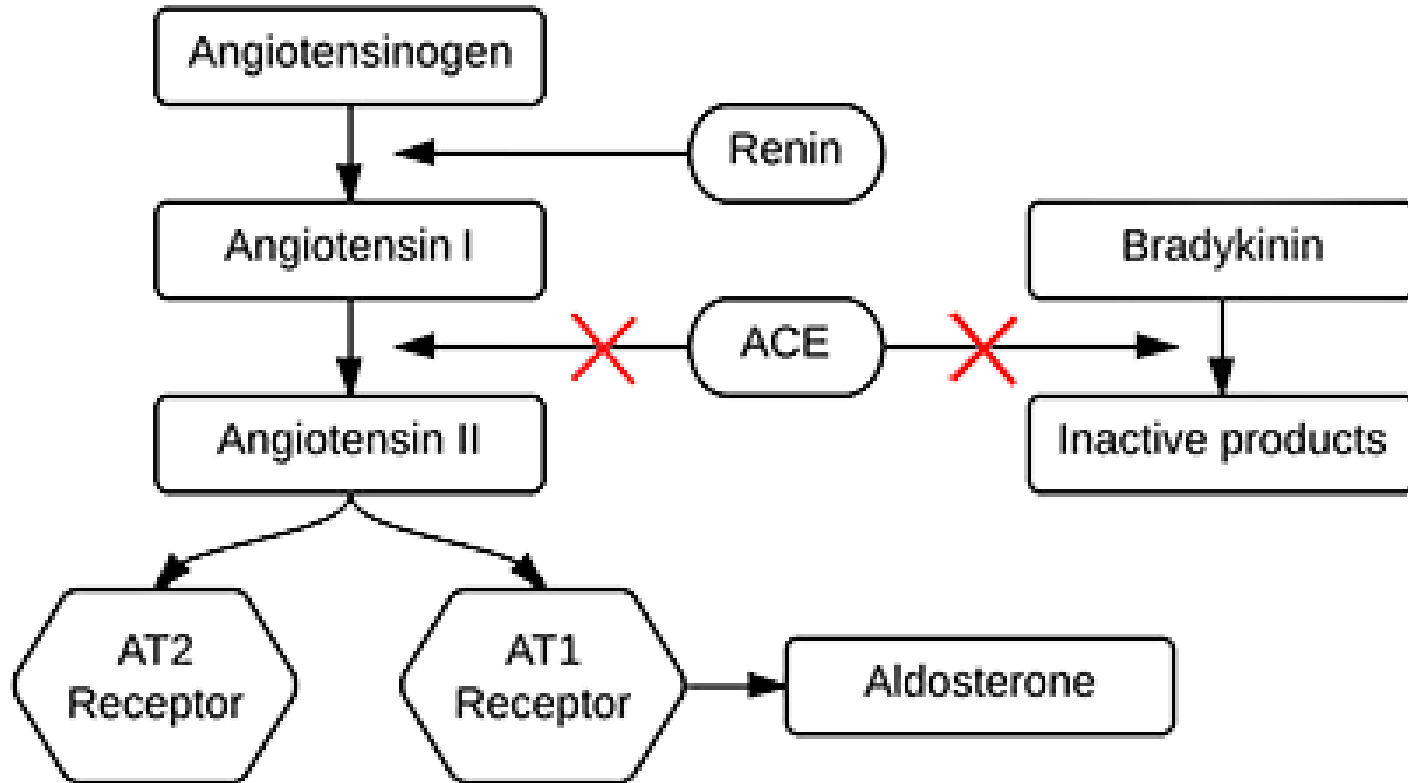 Angiotensinogen
Renin
Angiotensin I
Bradykinin
ACE
Angiotensin II
Inactive products
AT2
Receptor
AT1
Receptor
Aldosterone